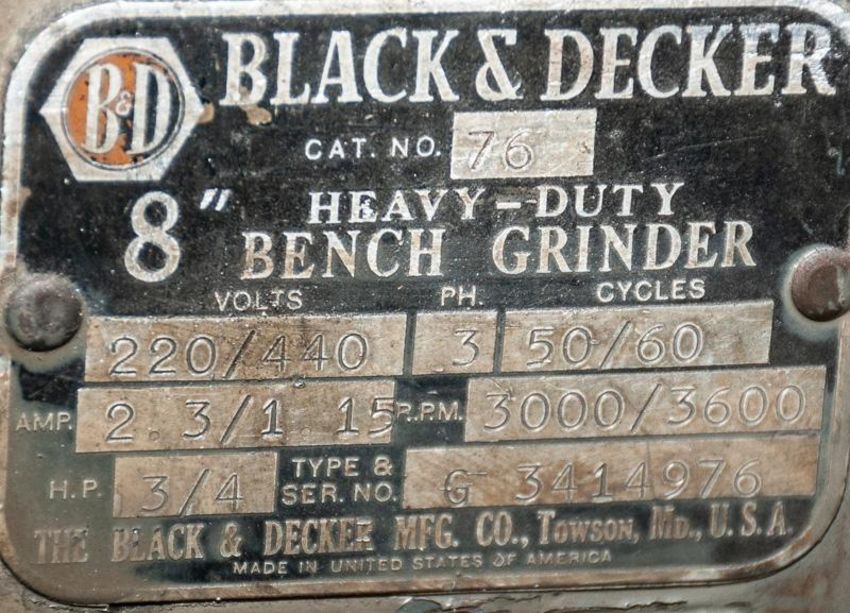 B&D BLACK & DECKER
CAT. NO. 76
8" HEAVY-DUTY
BENCH GRINDER
VOLTS PH. CYCLES
220/440 3 50/60
AMP. 2.3/1.15 R.P.M. 3000/3600
H.P. 3/4 TYPE & SER. NO. G 3414976
THE BLACK & DECKER MFG. CO., TOWSON, MD., U.S.A.
MADE IN UNITED STATES OF AMERICA